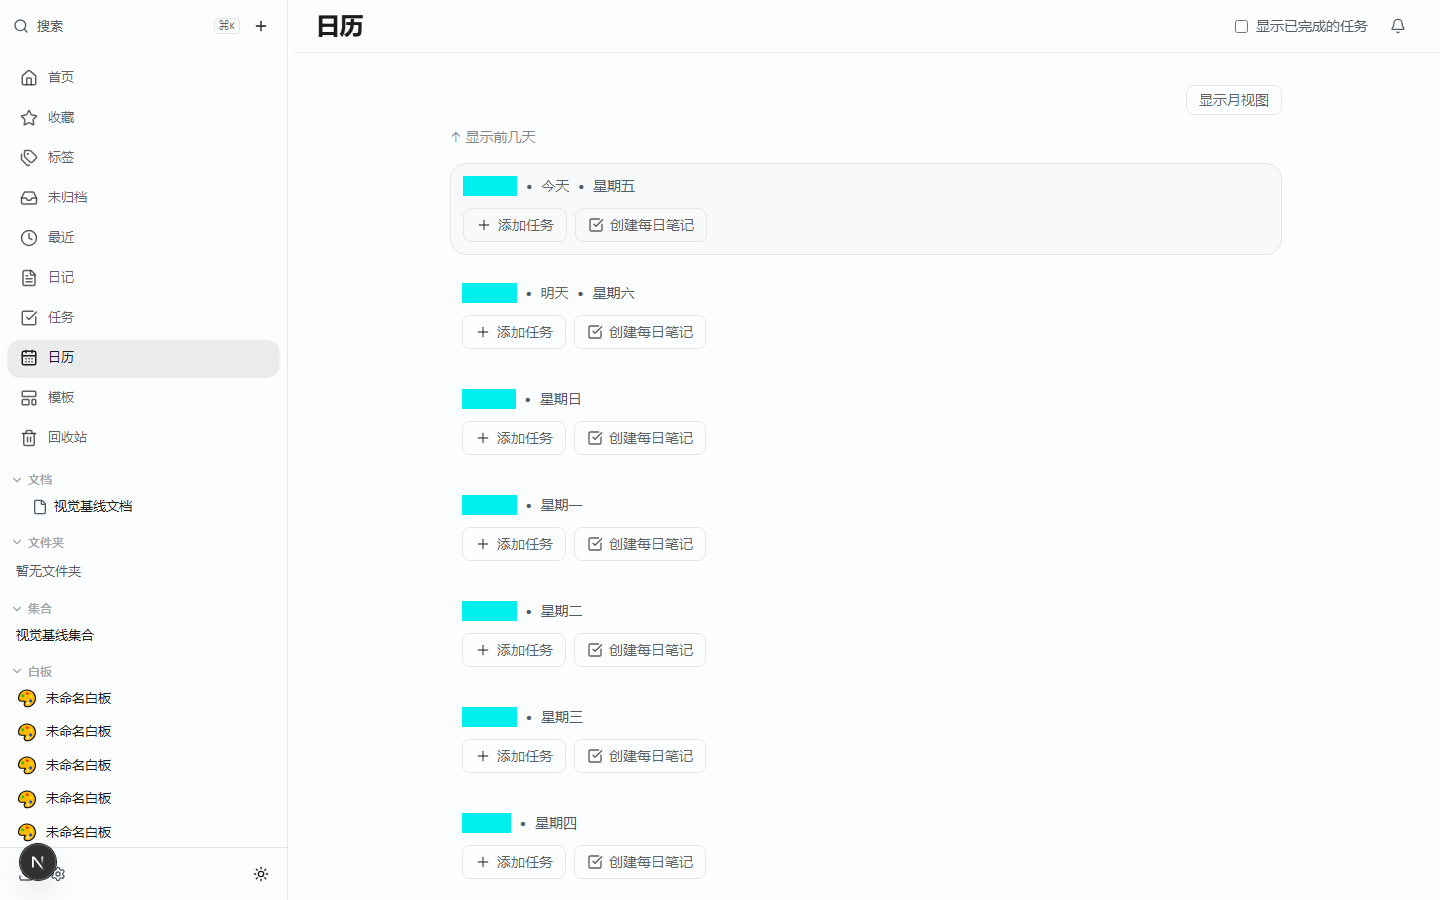 搜索 ⌘K
首页
收藏
标签
未归档
最近
日记
任务
日历
模板
回收站
文档
视觉基线文档
文件夹
暂无文件夹
集合
视觉基线集合
白板
未命名白板
未命名白板
未命名白板
未命名白板
未命名白板
N
日历
显示已完成的任务
显示月视图
↑ 显示前几天
• 今天 • 星期五
添加任务 创建每日笔记
• 明天 • 星期六
添加任务 创建每日笔记
• 星期日
添加任务 创建每日笔记
• 星期一
添加任务 创建每日笔记
• 星期二
添加任务 创建每日笔记
• 星期三
添加任务 创建每日笔记
• 星期四
添加任务 创建每日笔记